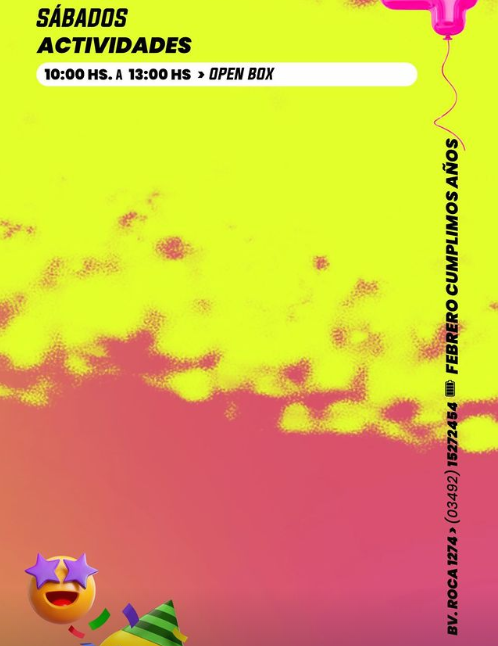 SÁBADOS
ACTIVIDADES
10:00 HS. A 13:00 HS › OPEN BOX
BV. ROCA 1274 › (03492) 15272454 FEBRERO CUMPLIMOS AÑOS